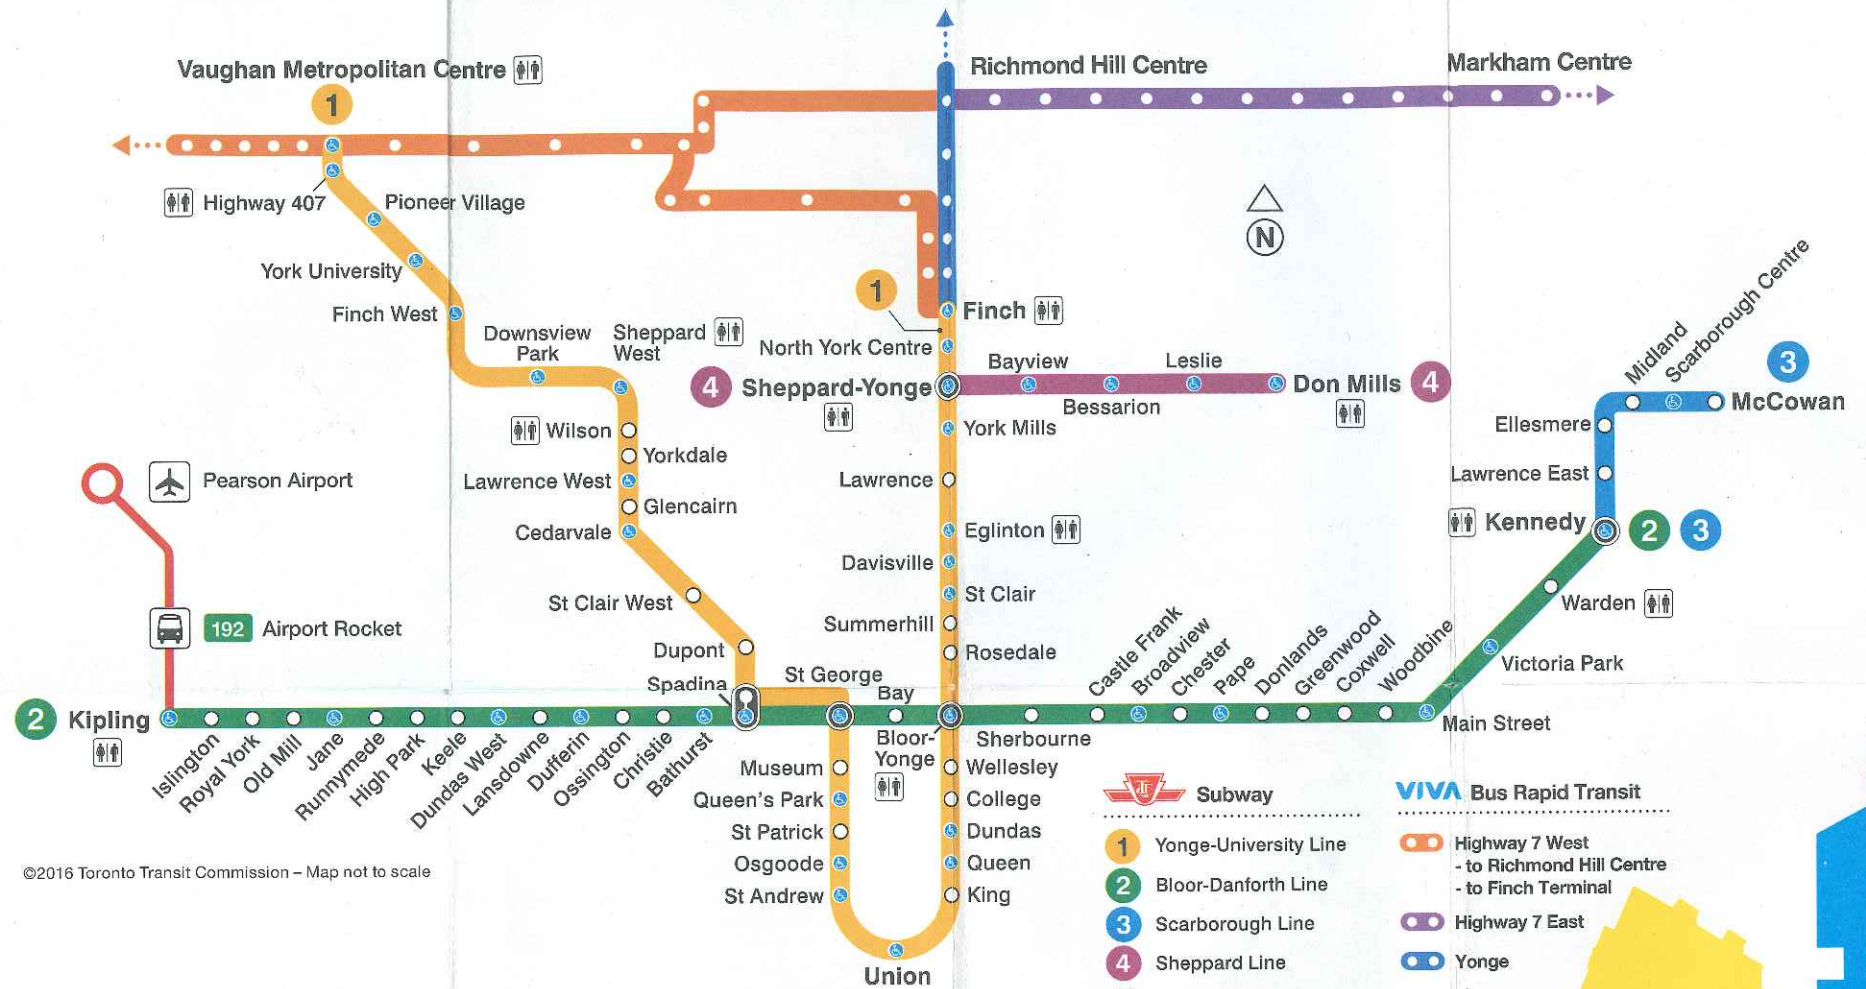 Vaughan Metropolitan Centre
1
Richmond Hill Centre
Markham Centre
Highway 407
Pioneer Village
York University
Finch West
Downsview
Park
Sheppard
West
1
Finch
North York Centre
4
Sheppard-Yonge
Bayview
Bessarion
Leslie
Don Mills
4
N
Midland
Scarborough Centre
3
McCowan
Ellesmere
Lawrence East
Kennedy
2
3
Wilson
Yorkdale
Lawrence West
Glencairn
Cedarvale
St Clair West
Dupont
Spadina
St George
Bay
York Mills
Lawrence
Eglinton
Davisville
St Clair
Summerhill
Rosedale
Pearson Airport
192
Airport Rocket
2
Kipling
Islington
Royal York
Old Mill
Jane
Runnymede
High Park
Keele
Dundas West
Lansdowne
Dufferin
Ossington
Christie
Bathurst
Bloor-
Yonge
Sherbourne
Castle Frank
Broadview
Chester
Pape
Donlands
Greenwood
Coxwell
Woodbine
Main Street
Victoria Park
Warden
Museum
Queen's Park
St Patrick
Osgoode
St Andrew
Union
Wellesley
College
Dundas
Queen
King
©2016 Toronto Transit Commission – Map not to scale
TTC
Subway
1
Yonge-University Line
2
Bloor-Danforth Line
3
Scarborough Line
4
Sheppard Line
VIVA Bus Rapid Transit
Highway 7 West
- to Richmond Hill Centre
- to Finch Terminal
Highway 7 East
Yonge